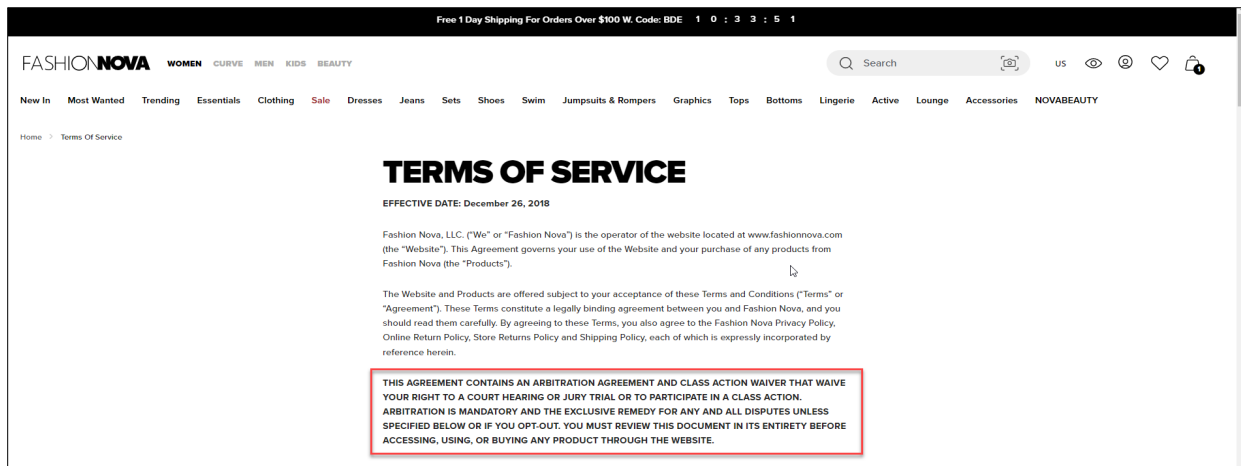 Free 1 Day Shipping For Orders Over $100 W. Code: BDE 1 0 : 3 3 : 5 1
FASHIONNOVA WOMEN CURVE MEN KIDS BEAUTY Search US 1
New In Most Wanted Trending Essentials Clothing Sale Dresses Jeans Sets Shoes Swim Jumpsuits & Rompers Graphics Tops Bottoms Lingerie Active Lounge Accessories NOVABEAUTY
Home > Terms Of Service
TERMS OF SERVICE
EFFECTIVE DATE: December 26, 2018
Fashion Nova, LLC. (“We” or “Fashion Nova”) is the operator of the website located at www.fashionnova.com
(the “Website”). This Agreement governs your use of the Website and your purchase of any products from
Fashion Nova (the “Products”).
The Website and Products are offered subject to your acceptance of these Terms and Conditions (“Terms” or
“Agreement”). These Terms constitute a legally binding agreement between you and Fashion Nova, and you
should read them carefully. By agreeing to these Terms, you also agree to the Fashion Nova Privacy Policy,
Online Return Policy, Store Returns Policy and Shipping Policy, each of which is expressly incorporated by
reference herein.
THIS AGREEMENT CONTAINS AN ARBITRATION AGREEMENT AND CLASS ACTION WAIVER THAT WAIVE
YOUR RIGHT TO A COURT HEARING OR JURY TRIAL OR TO PARTICIPATE IN A CLASS ACTION.
ARBITRATION IS MANDATORY AND THE EXCLUSIVE REMEDY FOR ANY AND ALL DISPUTES UNLESS
SPECIFIED BELOW OR IF YOU OPT-OUT. YOU MUST REVIEW THIS DOCUMENT IN ITS ENTIRETY BEFORE
ACCESSING, USING, OR BUYING ANY PRODUCT THROUGH THE WEBSITE.